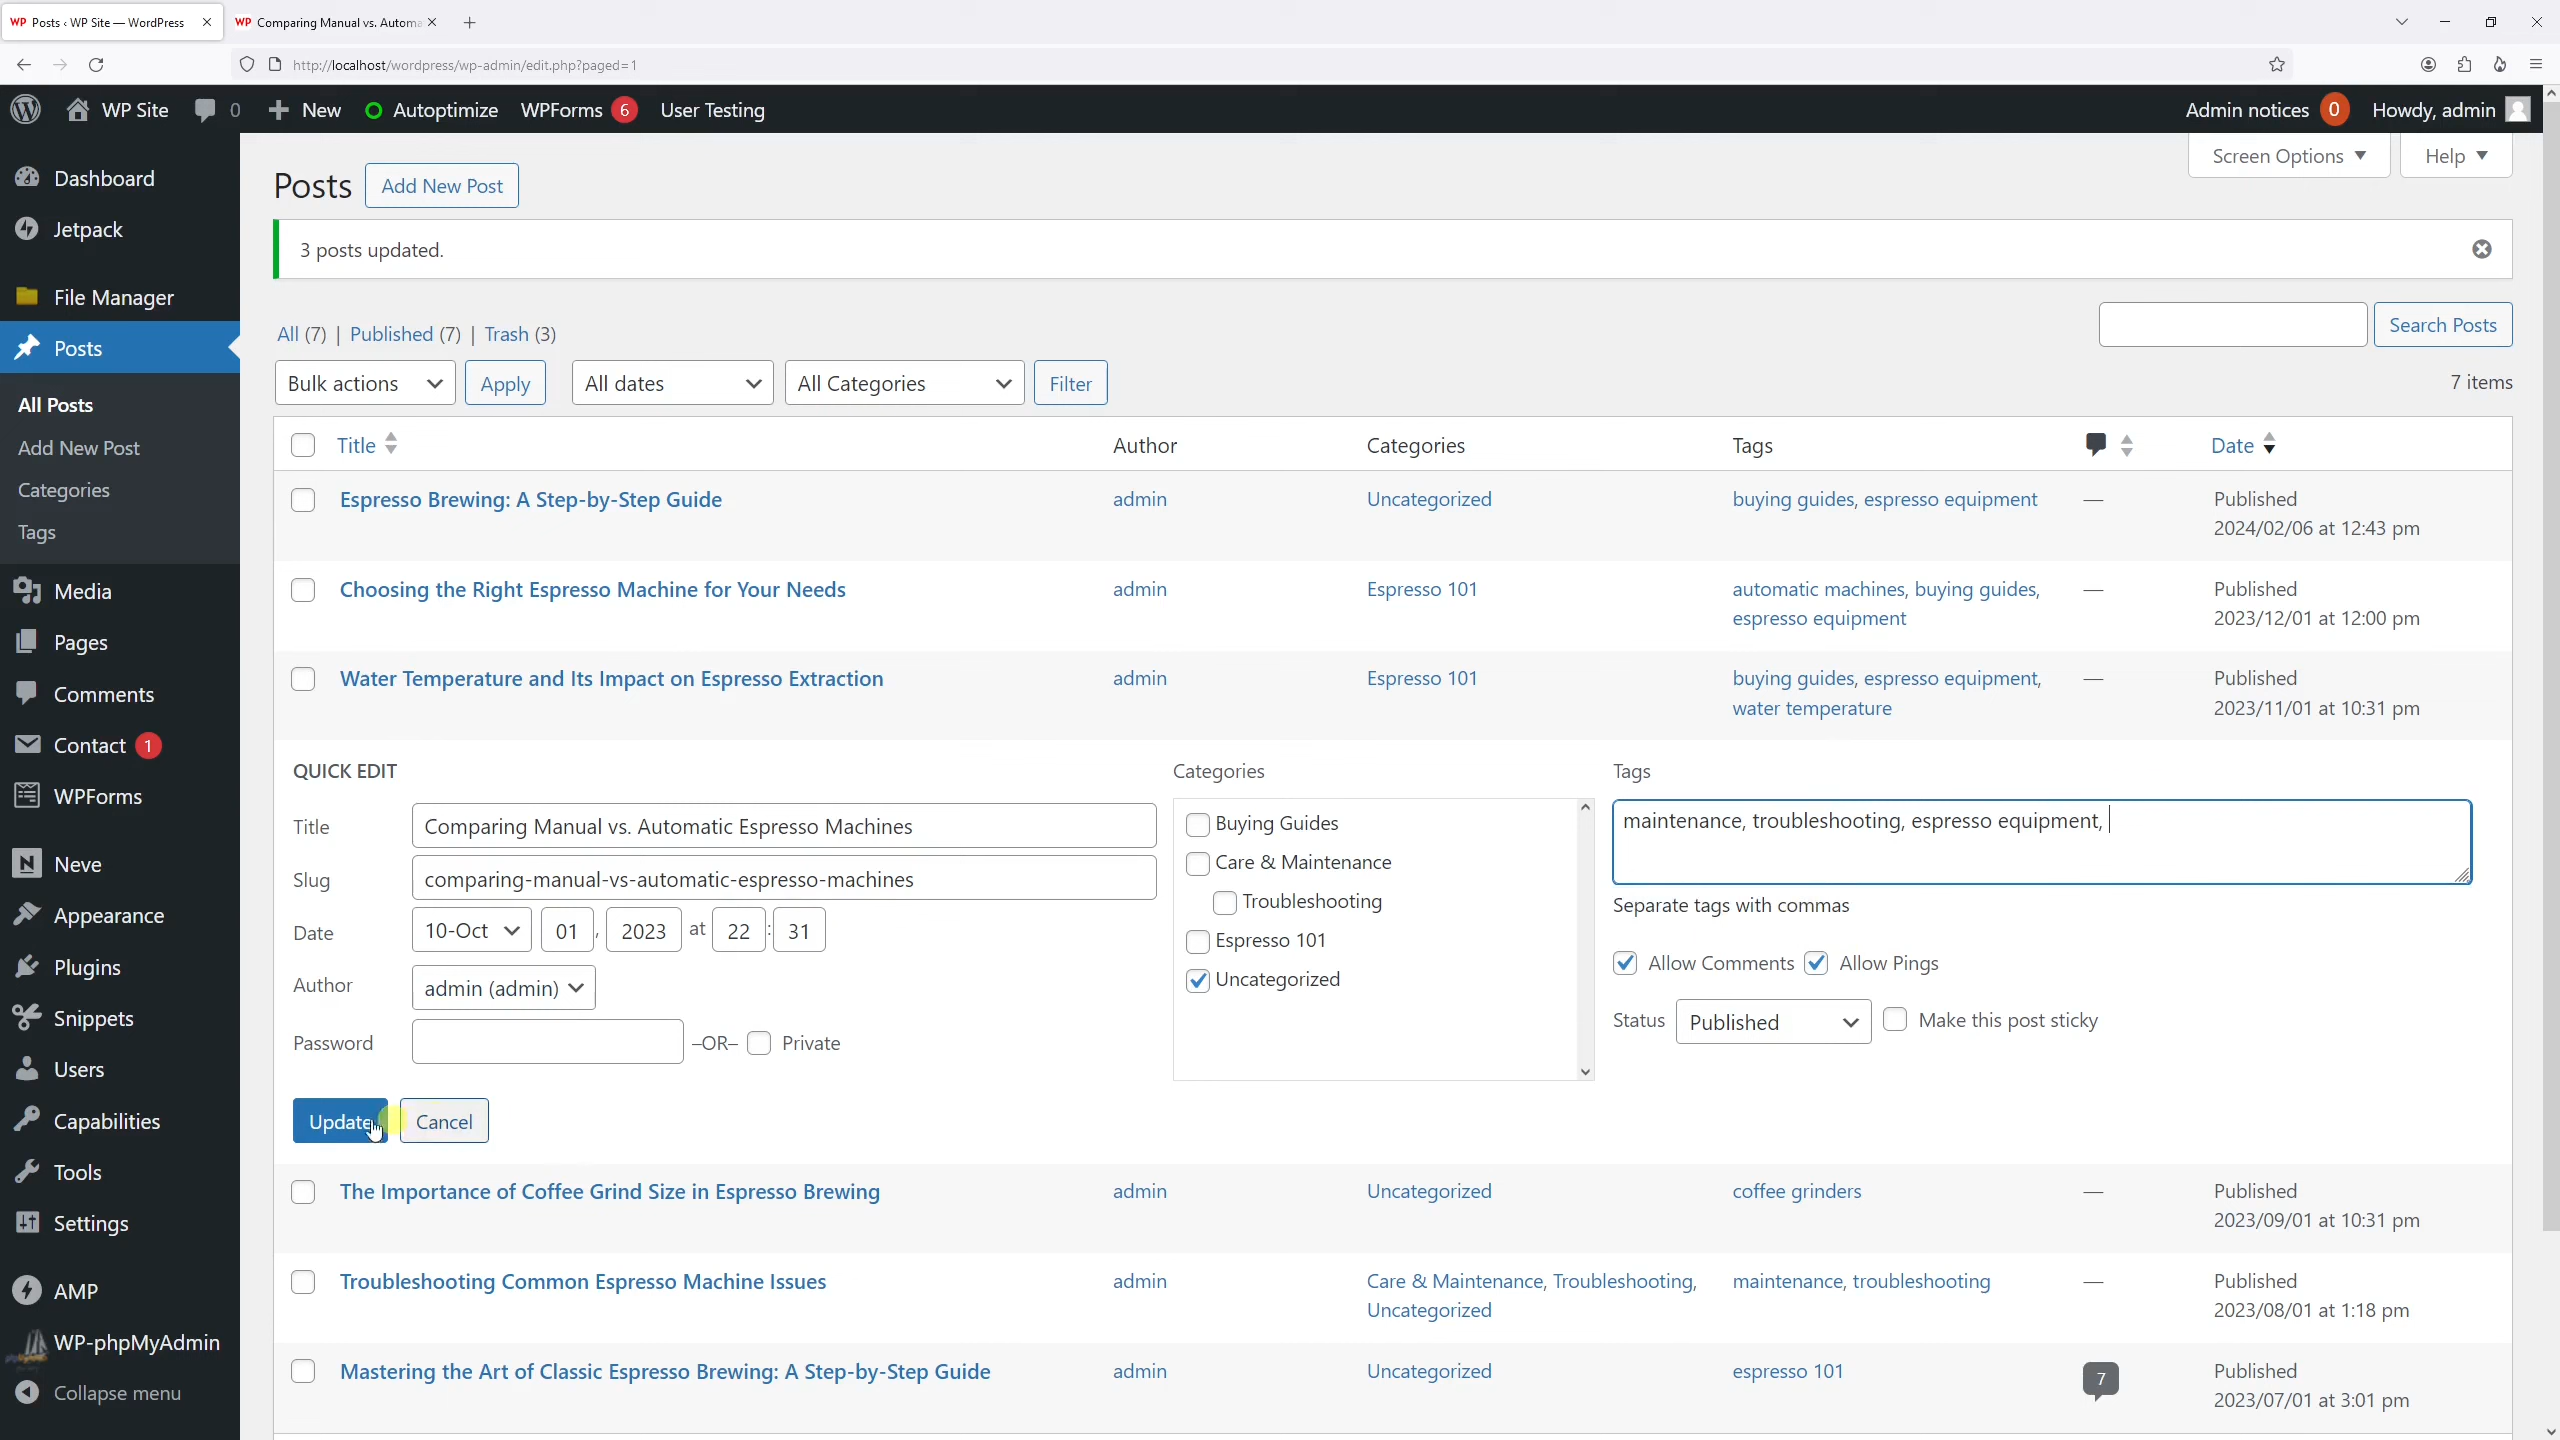 WP Posts ‹ WP Site — WordPress
WP Comparing Manual vs. Automa
http://localhost/wordpress/wp-admin/edit.php?paged=1
WP Site 0 New Autoptimize WPForms 6 User Testing Admin notices 0 Howdy, admin
Dashboard
Jetpack
File Manager
Posts
All Posts
Add New Post
Categories
Tags
Media
Pages
Comments
Contact 1
WPForms
Neve
Appearance
Plugins
Snippets
Users
Capabilities
Tools
Settings
AMP
WP-phpMyAdmin
Collapse menu
Screen Options Help
Posts Add New Post
3 posts updated.
All (7) | Published (7) | Trash (3)
Search Posts
Bulk actions Apply All dates All Categories Filter 7 items
Title Author Categories Tags Date
Espresso Brewing: A Step-by-Step Guide admin Uncategorized buying guides, espresso equipment — Published
2024/02/06 at 12:43 pm
Choosing the Right Espresso Machine for Your Needs admin Espresso 101 automatic machines, buying guides, — Published
espresso equipment 2023/12/01 at 12:00 pm
Water Temperature and Its Impact on Espresso Extraction admin Espresso 101 buying guides, espresso equipment, — Published
water temperature 2023/11/01 at 10:31 pm
QUICK EDIT
Title Comparing Manual vs. Automatic Espresso Machines
Slug comparing-manual-vs-automatic-espresso-machines
Date 10-Oct 01 , 2023 at 22 : 31
Author admin (admin)
Password –OR– Private
Categories
Buying Guides
Care & Maintenance
Troubleshooting
Espresso 101
Uncategorized
Tags
maintenance, troubleshooting, espresso equipment,
Separate tags with commas
Allow Comments Allow Pings
Status Published Make this post sticky
Update Cancel
The Importance of Coffee Grind Size in Espresso Brewing admin Uncategorized coffee grinders — Published
2023/09/01 at 10:31 pm
Troubleshooting Common Espresso Machine Issues admin Care & Maintenance, Troubleshooting, maintenance, troubleshooting — Published
Uncategorized 2023/08/01 at 1:18 pm
Mastering the Art of Classic Espresso Brewing: A Step-by-Step Guide admin Uncategorized espresso 101 7 Published
2023/07/01 at 3:01 pm